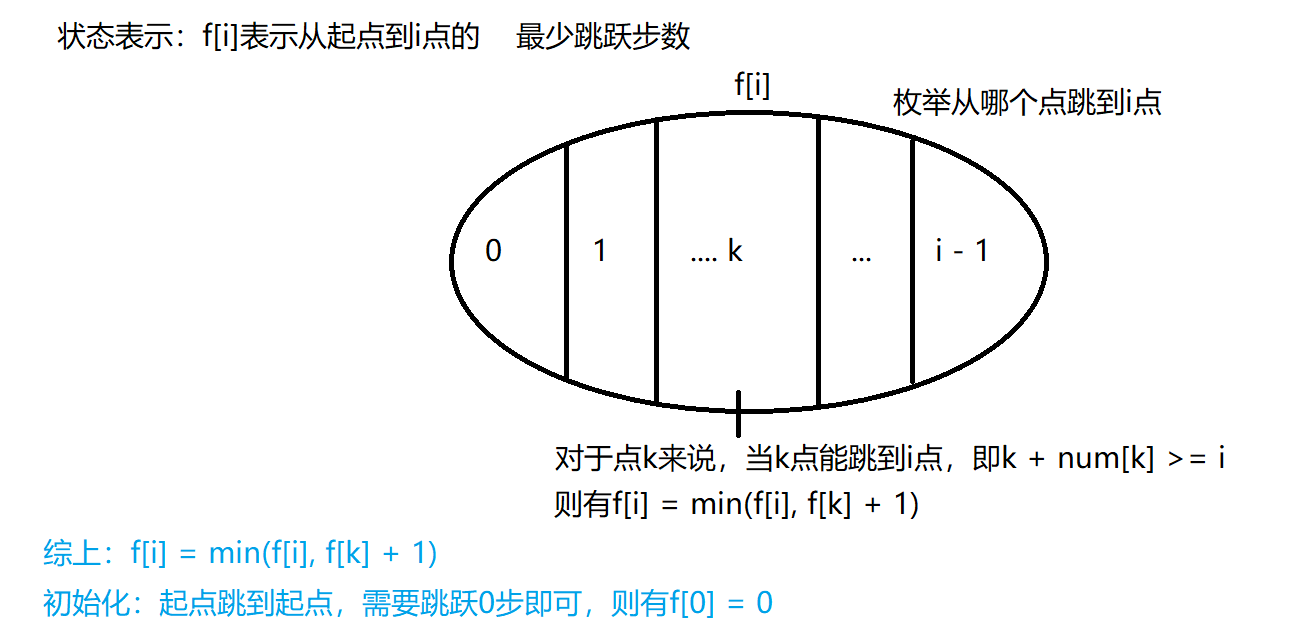 状态表示：f[i]表示从起点到i点的 最少跳跃步数
f[i]
枚举从哪个点跳到i点
0 1 .... k ... i - 1
对于点k来说，当k点能跳到i点，即k + num[k] >= i
则有f[i] = min(f[i], f[k] + 1)
综上：f[i] = min(f[i], f[k] + 1)
初始化：起点跳到起点，需要跳跃0步即可，则有f[0] = 0